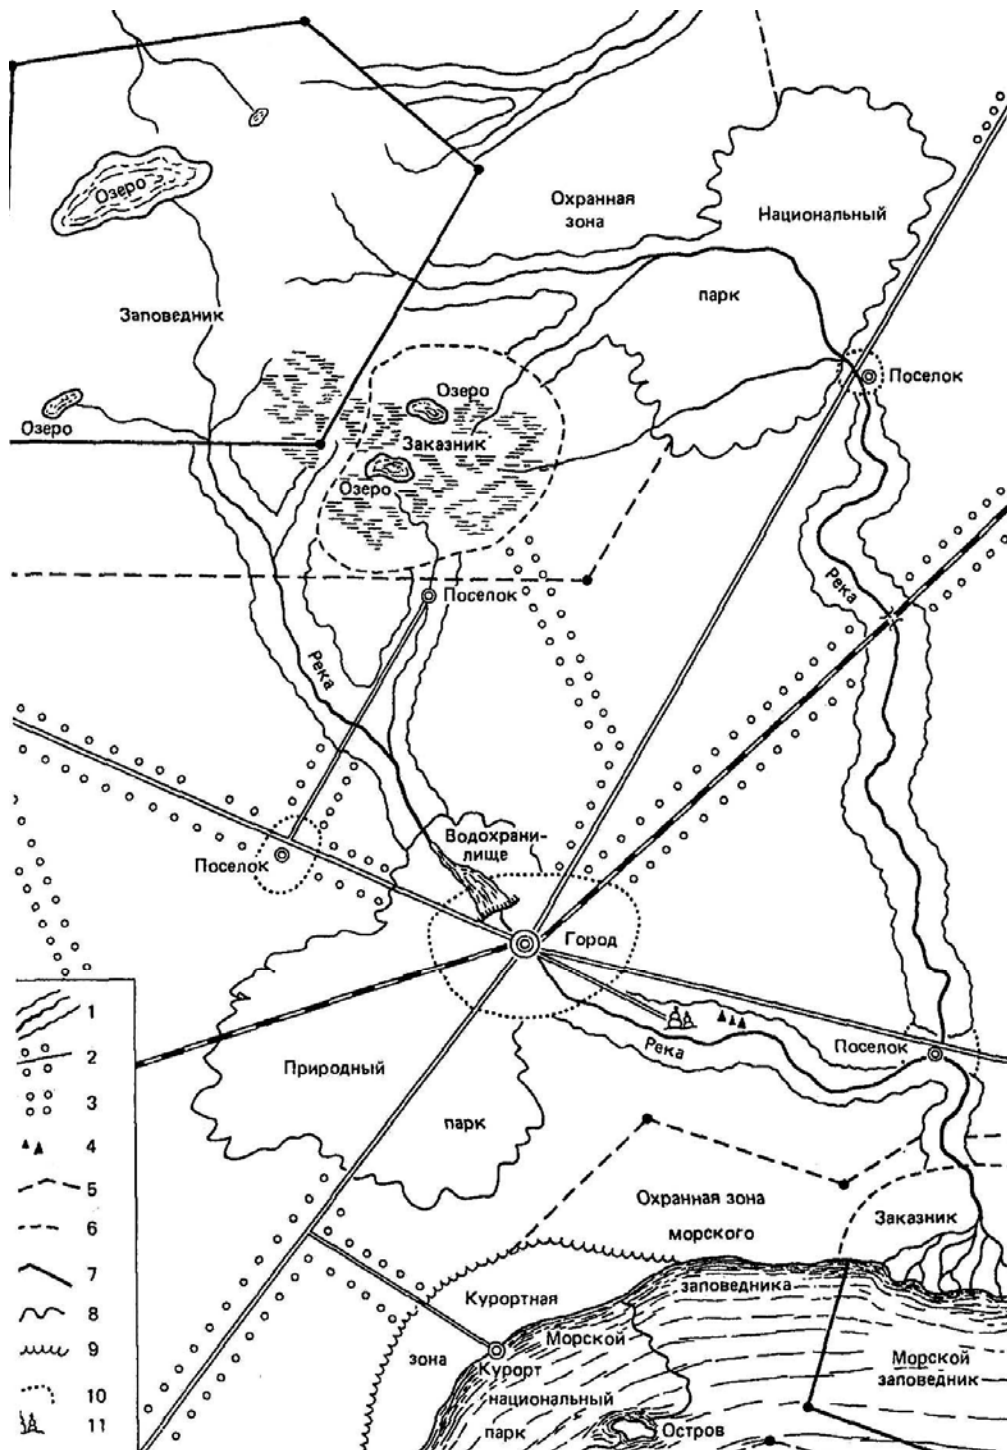 Озеро
Охранная
зона
Национальный
парк
Заповедник
Поселок
Озеро
Озеро
Заказник
Озеро
Река
Поселок
Река
Водохрани-
лище
Поселок
Город
Река
Поселок
Природный
парк
Охранная зона
морского
заповедника
Заказник
Курортная
зона
Морской
Курорт
национальный
парк
Остров
Морской
заповедник
1
2
3
4
5
6
7
8
9
10
11